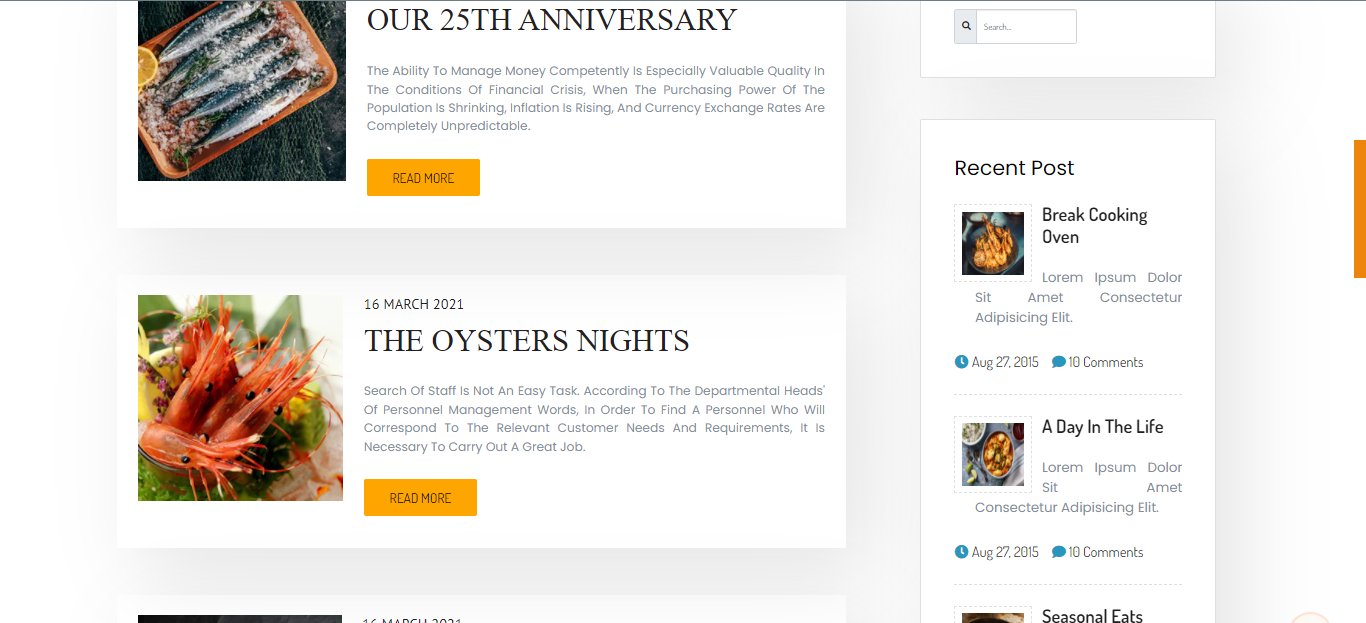 OUR 25TH ANNIVERSARY
The Ability To Manage Money Competently Is Especially Valuable Quality In
The Conditions Of Financial Crisis, When The Purchasing Power Of The
Population Is Shrinking, Inflation Is Rising, And Currency Exchange Rates Are
Completely Unpredictable.
READ MORE
16 MARCH 2021
THE OYSTERS NIGHTS
Search Of Staff Is Not An Easy Task. According To The Departmental Heads'
Of Personnel Management Words, In Order To Find A Personnel Who Will
Correspond To The Relevant Customer Needs And Requirements, It Is
Necessary To Carry Out A Great Job.
READ MORE
16 MARCH 2021
Search...
Recent Post
Break Cooking
Oven
Lorem Ipsum Dolor
Sit Amet Consectetur
Adipisicing Elit.
Aug 27, 2015 10 Comments
A Day In The Life
Lorem Ipsum Dolor
Sit Amet
Consectetur Adipisicing Elit.
Aug 27, 2015 10 Comments
Seasonal Eats